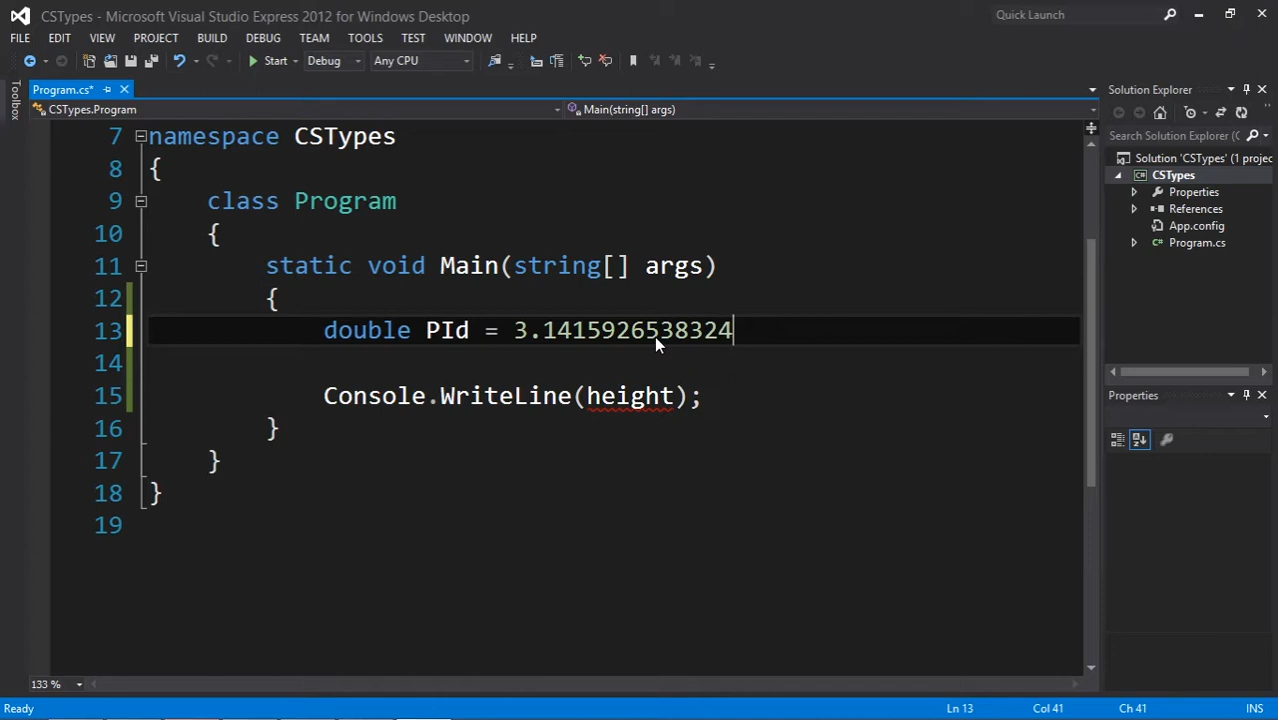 CSTypes - Microsoft Visual Studio Express 2012 for Windows Desktop
Quick Launch
FILE EDIT VIEW PROJECT BUILD DEBUG TEAM TOOLS TEST WINDOW HELP
Start Debug Any CPU
Program.cs*
Toolbox
CSTypes.Program
Main(string[] args)
7 namespace CSTypes
8 {
9 class Program
10 {
11 static void Main(string[] args)
12 {
13 double PId = 3.1415926538324
14
15 Console.WriteLine(height);
16 }
17 }
18 }
19
133 %
Solution Explorer
Search Solution Explorer (C
Solution 'CSTypes' (1 projec
CSTypes
Properties
References
App.config
Program.cs
Properties
Ready
Ln 13 Col 41 Ch 41 INS